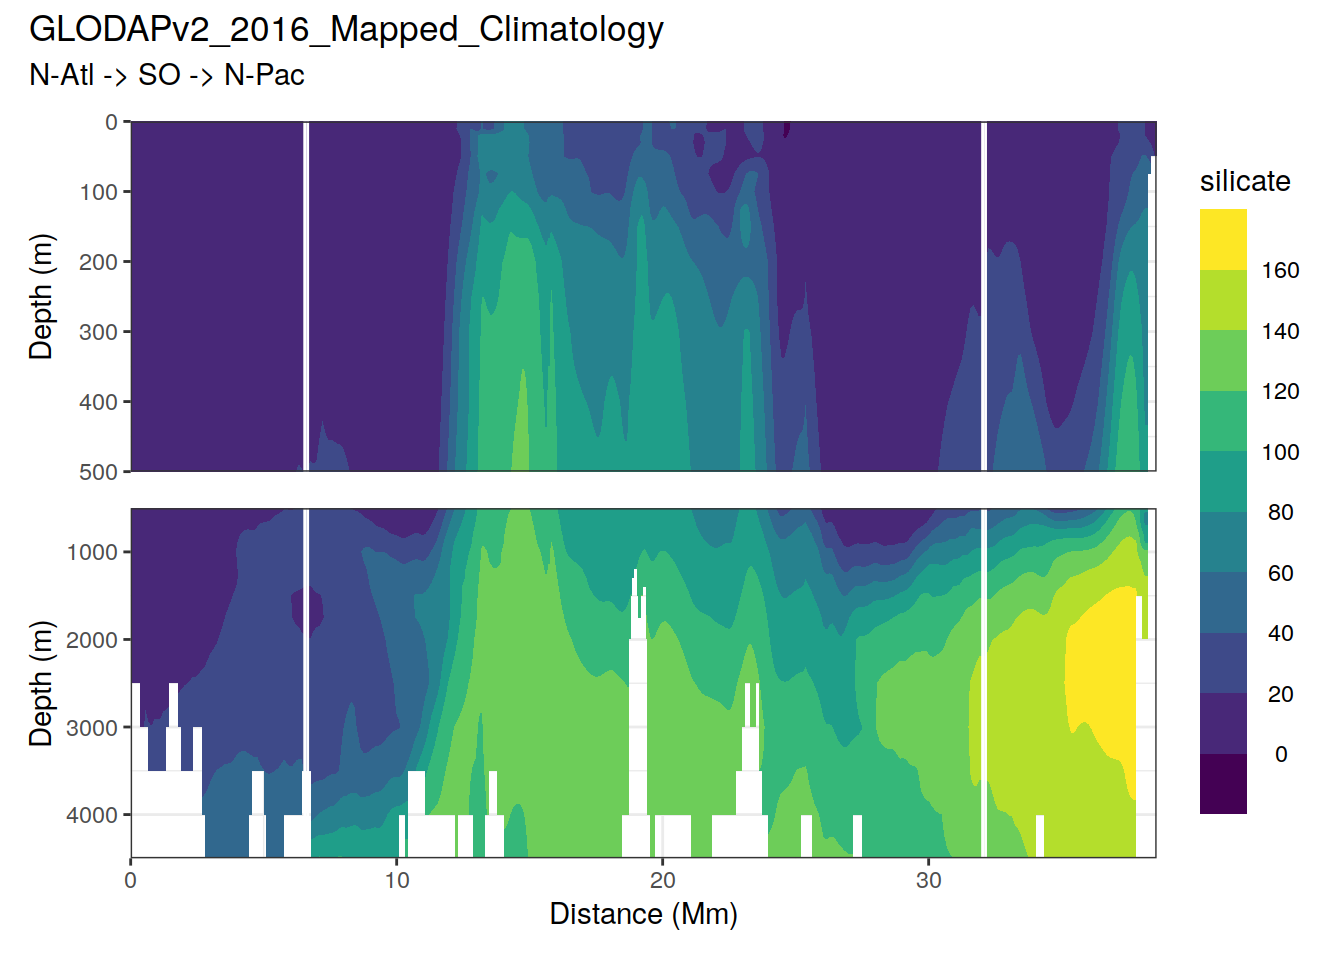 GLODAPv2_2016_Mapped_Climatology
N-Atl -> SO -> N-Pac
Depth (m)
0
100
200
300
400
500
Depth (m)
1000
2000
3000
4000
0 10 20 30
Distance (Mm)
silicate
160
140
120
100
80
60
40
20
0